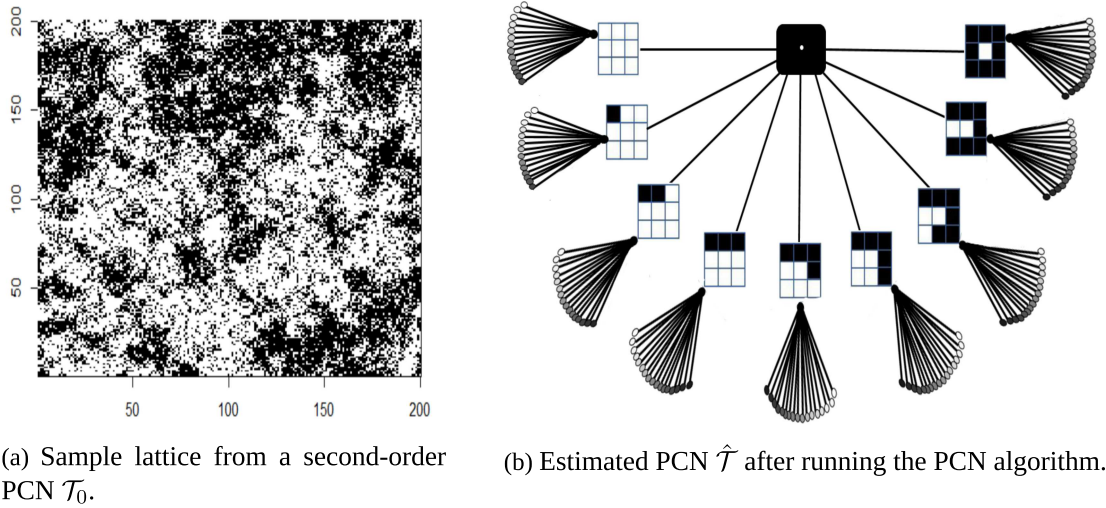 200
150
100
50
50
100
150
200
(a) Sample lattice from a second-order
PCN 𝒯₀.
(b) Estimated PCN 𝒯̂ after running the PCN algorithm.